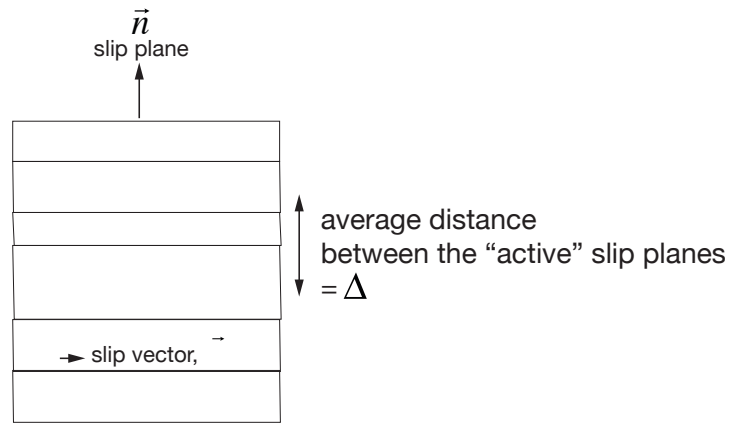 n⃗
slip plane
average distance
between the “active” slip planes
= Δ
slip vector, ⃗